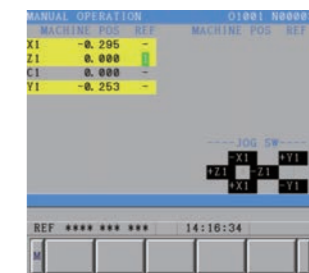 MANUAL OPERATION O1001 N0000
MACHINE POS REF MACHINE POS REF
X1 -0.295 -
Z1 0.000
C1 0.000 -
Y1 -0.253 -
----JOG SW----
-X1 +Y1
+Z1 -Z1
+X1 -Y1
REF **** *** *** 14:16:34
M